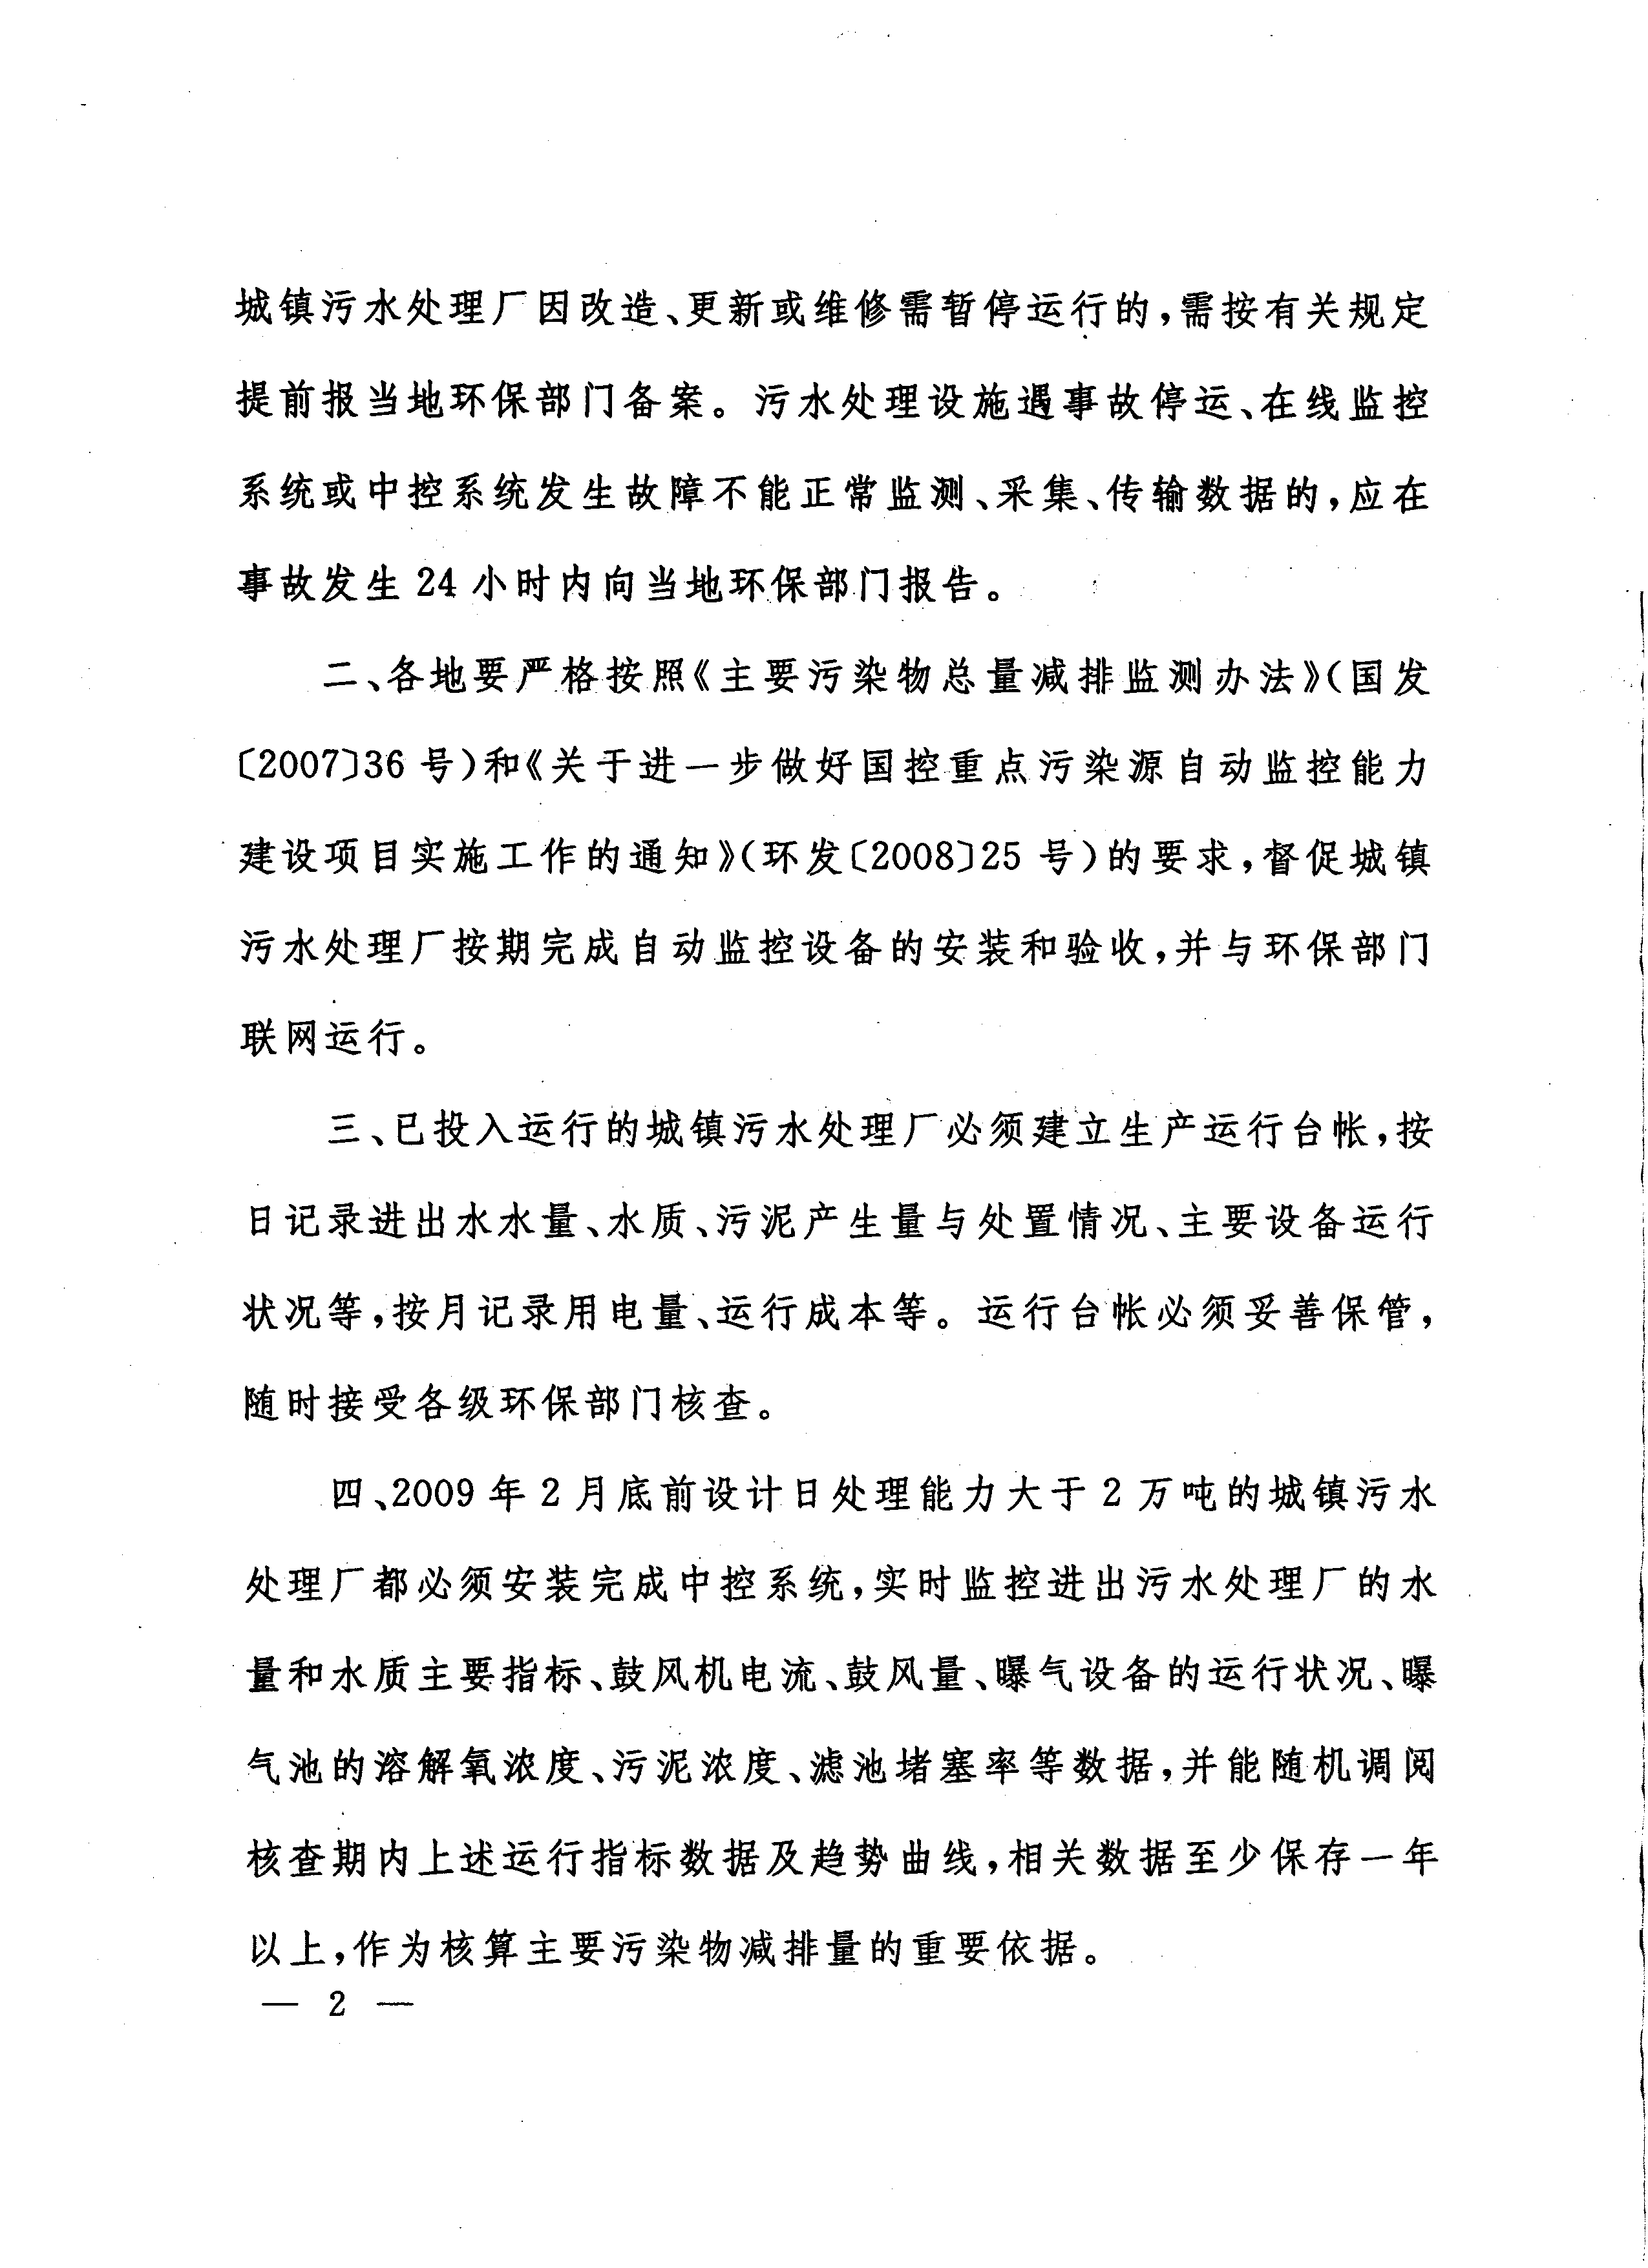 城镇污水处理厂因改造、更新或维修需暂停运行的，需按有关规定
提前报当地环保部门备案。污水处理设施遇事故停运、在线监控
系统或中控系统发生故障不能正常监测、采集、传输数据的，应在
事故发生 24 小时内向当地环保部门报告。
二、各地要严格按照《主要污染物总量减排监测办法》（国发
〔2007〕36 号）和《关于进一步做好国控重点污染源自动监控能力
建设项目实施工作的通知》（环发〔2008〕25 号）的要求，督促城镇
污水处理厂按期完成自动监控设备的安装和验收，并与环保部门
联网运行。
三、已投入运行的城镇污水处理厂必须建立生产运行台帐，按
日记录进出水水量、水质、污泥产生量与处置情况、主要设备运行
状况等，按月记录用电量、运行成本等。运行台帐必须妥善保管，
随时接受各级环保部门核查。
四、2009 年 2 月底前设计日处理能力大于 2 万吨的城镇污水
处理厂都必须安装完成中控系统，实时监控进出污水处理厂的水
量和水质主要指标、鼓风机电流、鼓风量、曝气设备的运行状况、曝
气池的溶解氧浓度、污泥浓度、滤池堵塞率等数据，并能随机调阅
核查期内上述运行指标数据及趋势曲线，相关数据至少保存一年
以上，作为核算主要污染物减排量的重要依据。
— 2 —